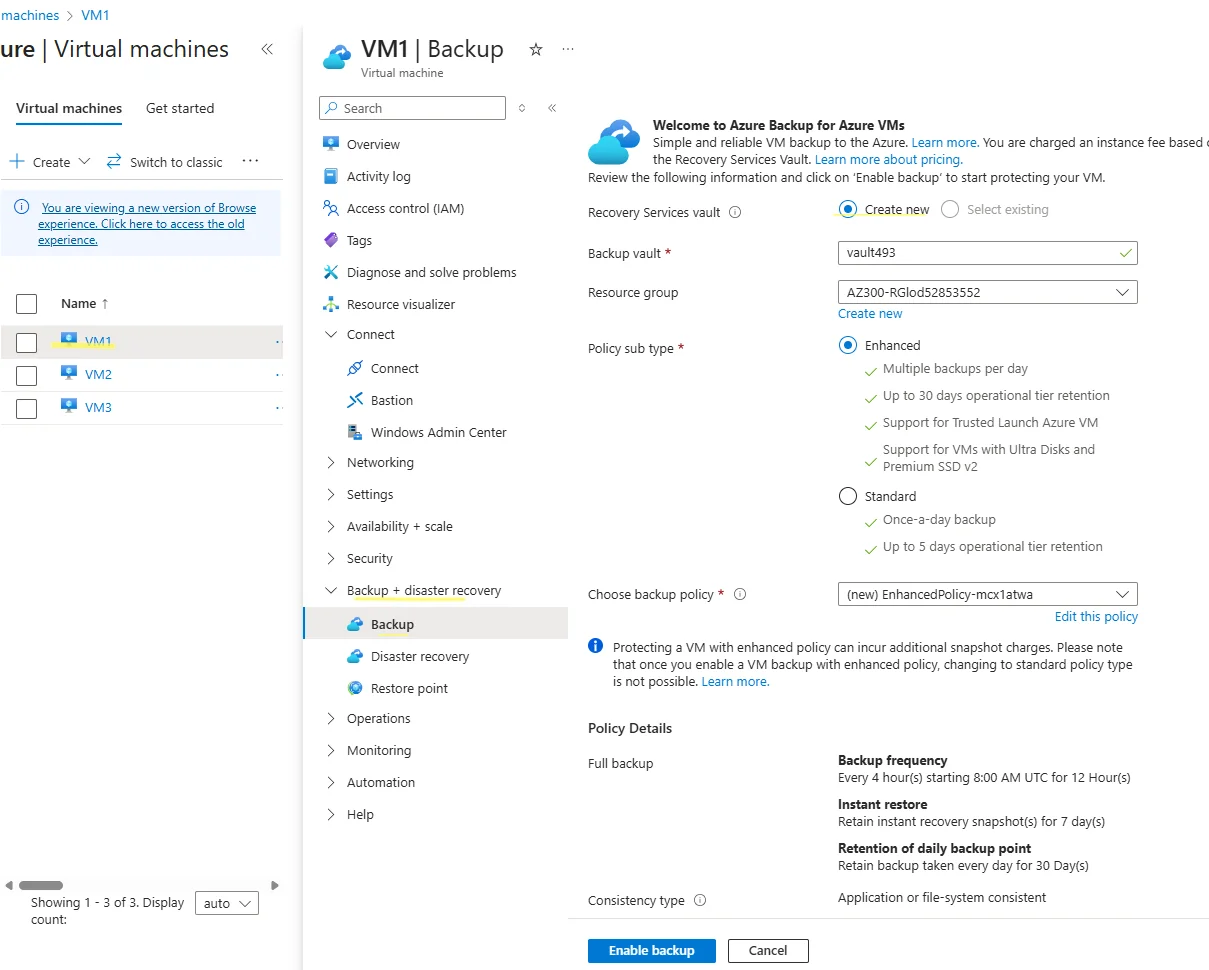 machines > VM1
ure | Virtual machines
«
Virtual machines
Get started
Create
Switch to classic
···
You are viewing a new version of Browse
experience. Click here to access the old
experience.
Name ↑
VM1
VM2
VM3
Showing 1 - 3 of 3. Display
count:
auto
VM1 | Backup
···
Virtual machine
Search
«
Overview
Activity log
Access control (IAM)
Tags
Diagnose and solve problems
Resource visualizer
Connect
Connect
Bastion
Windows Admin Center
Networking
Settings
Availability + scale
Security
Backup + disaster recovery
Backup
Disaster recovery
Restore point
Operations
Monitoring
Automation
Help
Welcome to Azure Backup for Azure VMs
Simple and reliable VM backup to the Azure. Learn more. You are charged an instance fee based
the Recovery Services Vault. Learn more about pricing.
Review the following information and click on 'Enable backup' to start protecting your VM.
Recovery Services vault
Create new
Select existing
Backup vault *
vault493
Resource group
AZ300-RGlod52853552
Create new
Policy sub type *
Enhanced
Multiple backups per day
Up to 30 days operational tier retention
Support for Trusted Launch Azure VM
Support for VMs with Ultra Disks and
Premium SSD v2
Standard
Once-a-day backup
Up to 5 days operational tier retention
Choose backup policy *
(new) EnhancedPolicy-mcx1atwa
Edit this policy
Protecting a VM with enhanced policy can incur additional snapshot charges. Please note
that once you enable a VM backup with enhanced policy, changing to standard policy type
is not possible. Learn more.
Policy Details
Full backup
Backup frequency
Every 4 hour(s) starting 8:00 AM UTC for 12 Hour(s)
Instant restore
Retain instant recovery snapshot(s) for 7 day(s)
Retention of daily backup point
Retain backup taken every day for 30 Day(s)
Consistency type
Application or file-system consistent
Enable backup
Cancel